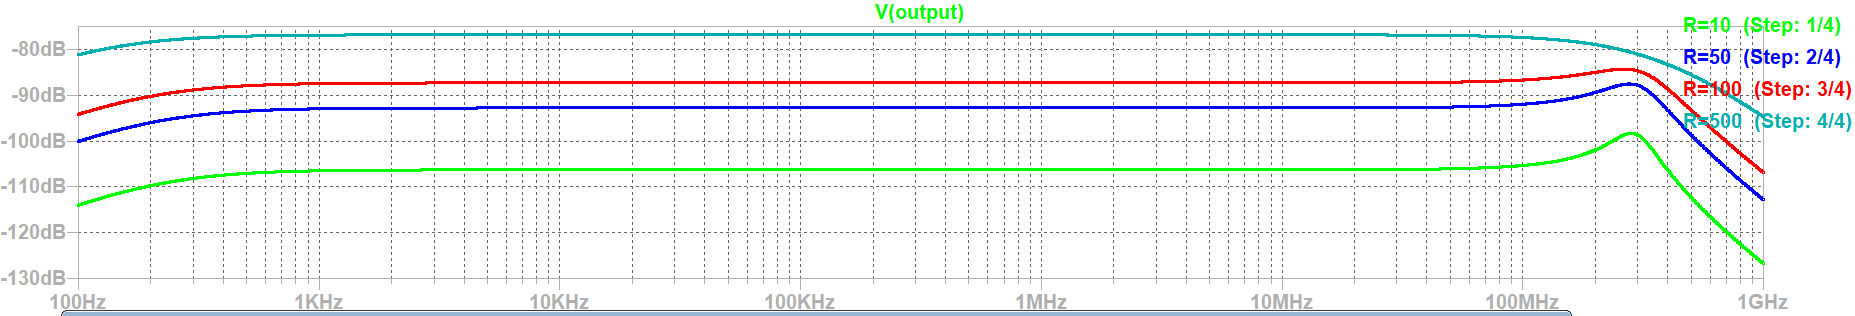 V(output)
R=10 (Step: 1/4)
R=50 (Step: 2/4)
R=100 (Step: 3/4)
R=500 (Step: 4/4)
-80dB
-90dB
-100dB
-110dB
-120dB
-130dB
100Hz 1KHz 10KHz 100KHz 1MHz 10MHz 100MHz 1GHz